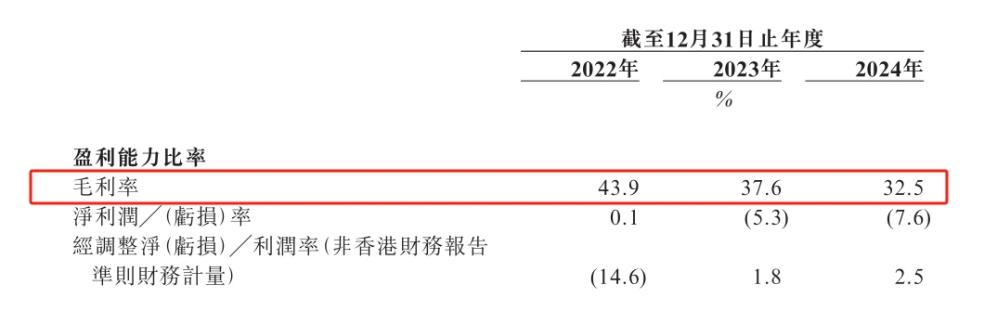 截至12月31日止年度
2022年 2023年 2024年
%
盈利能力比率
毛利率 43.9 37.6 32.5
淨利潤╱(虧損)率 0.1 (5.3) (7.6)
經調整淨(虧損)╱利潤率(非香港財務報告
準則財務計量) (14.6) 1.8 2.5